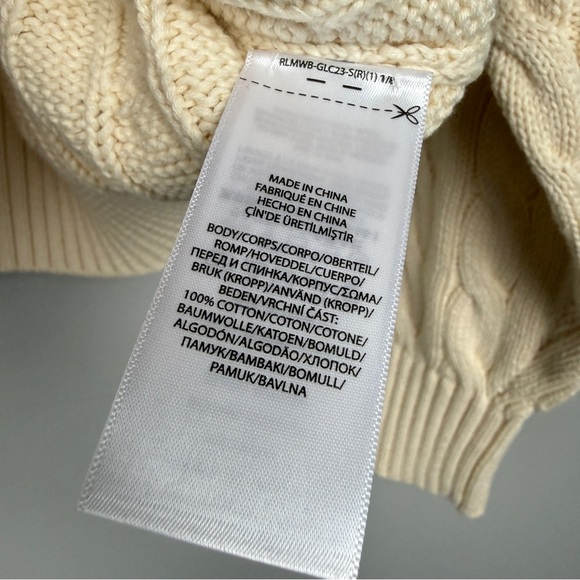 RLMWB-GLC23-S(R)(1) 1/
MADE IN CHINA
FABRIQUÉ EN CHINE
HECHO EN CHINA
ÇİN'DE ÜRETİLMİŞTİR
BODY/CORPS/CORPO/OBERTEIL/
ROMP/HOVEDDEL/CUERPO/
ПЕРЕД И СПИНКА/КОРПУС/ΣΩΜΑ/
BRUK (KROPP)/ANVÄND (KROPP)/
BEDEN/VRCHNÍ ČÁST:
100% COTTON/COTON/COTONE/
BAUMWOLLE/KATOEN/BOMULD/
ALGODÓN/ALGODÃO/ХЛОПОК/
ПАМУК/ΒΑΜΒΑΚΙ/BOMULL/
PAMUK/BAVLNA